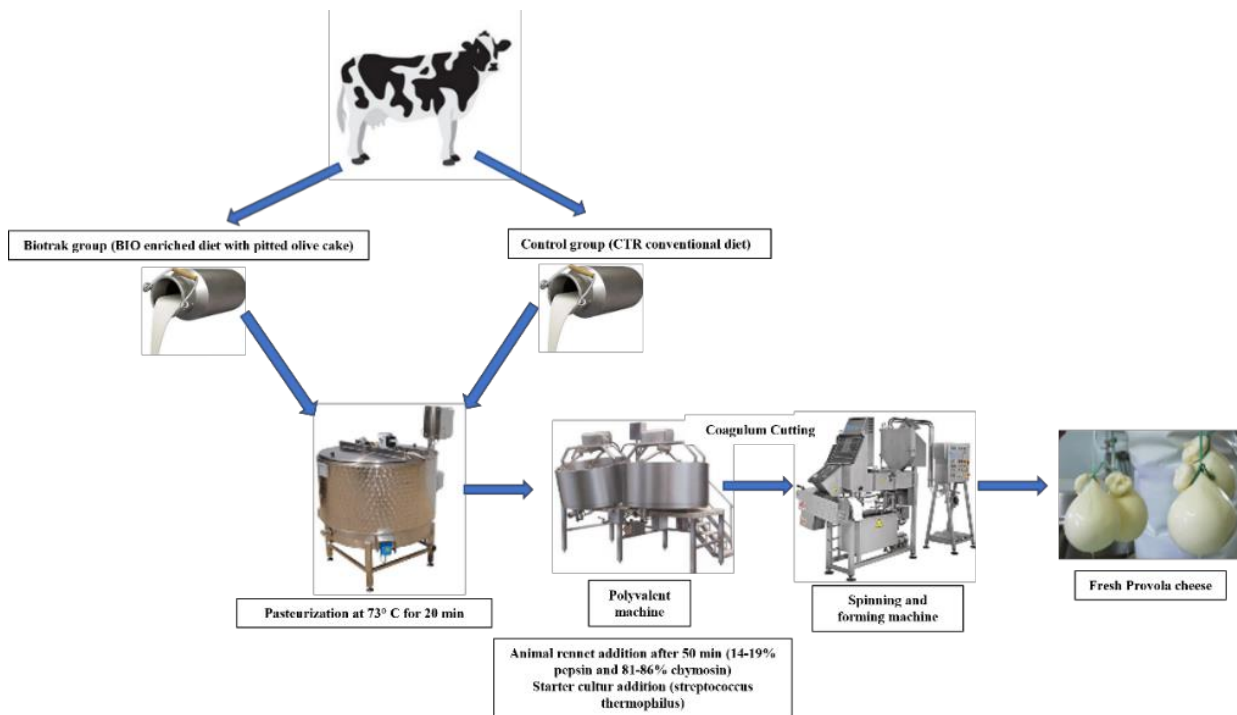 Biotrak group (BIO enriched diet with pitted olive cake)
Control group (CTR conventional diet)
Coagulum Cutting
Pasteurization at 73° C for 20 min
Polyvalent
machine
Spinning and
forming machine
Fresh Provola cheese
Animal rennet addition after 50 min (14-19%
pepsin and 81-86% chymosin)
Starter cultur addition (streptococcus
thermophilus)